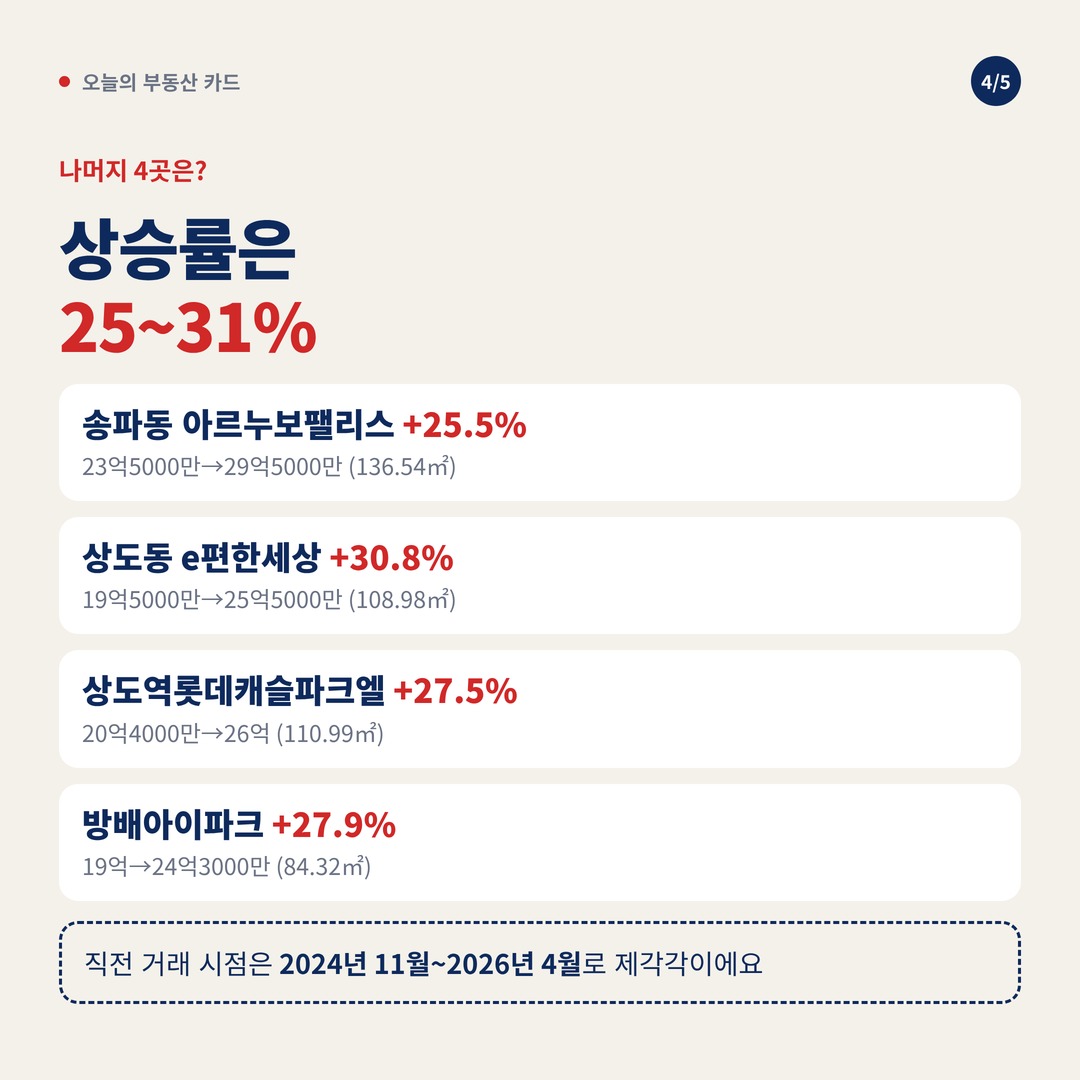 오늘의 부동산 카드
4/5
나머지 4곳은?
상승률은
25~31%
송파동 아르누보팰리스 +25.5%
23억5000만→29억5000만 (136.54㎡)
상도동 e편한세상 +30.8%
19억5000만→25억5000만 (108.98㎡)
상도역롯데캐슬파크엘 +27.5%
20억4000만→26억 (110.99㎡)
방배아이파크 +27.9%
19억→24억3000만 (84.32㎡)
직전 거래 시점은 2024년 11월~2026년 4월로 제각각이에요